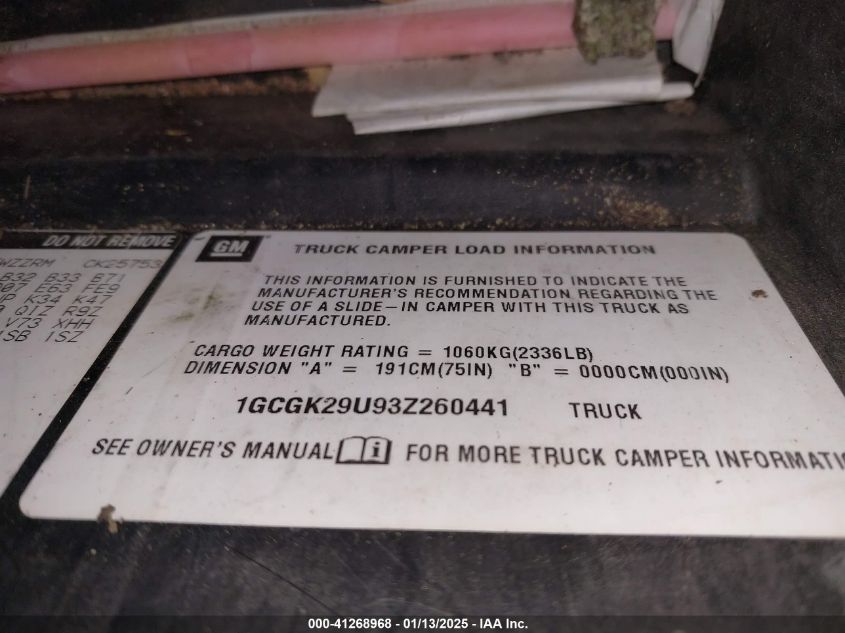 DO NOT REMOVE
WZZRM CK25753
B32 B33 B71
E63 FE9
K34 K47
QIZ R9Z
V73 XHH
1SZ
GM TRUCK CAMPER LOAD INFORMATION
THIS INFORMATION IS FURNISHED TO INDICATE THE
MANUFACTURER'S RECOMMENDATION REGARDING THE
USE OF A SLIDE–IN CAMPER WITH THIS TRUCK AS
MANUFACTURED.
CARGO WEIGHT RATING = 1060KG(2336LB)
DIMENSION "A" = 191CM(75IN) "B" = 0000CM(000IN)
1GCGK29U93Z260441 TRUCK
SEE OWNER'S MANUAL FOR MORE TRUCK CAMPER INFORMATI
000-41268968 - 01/13/2025 - IAA Inc.